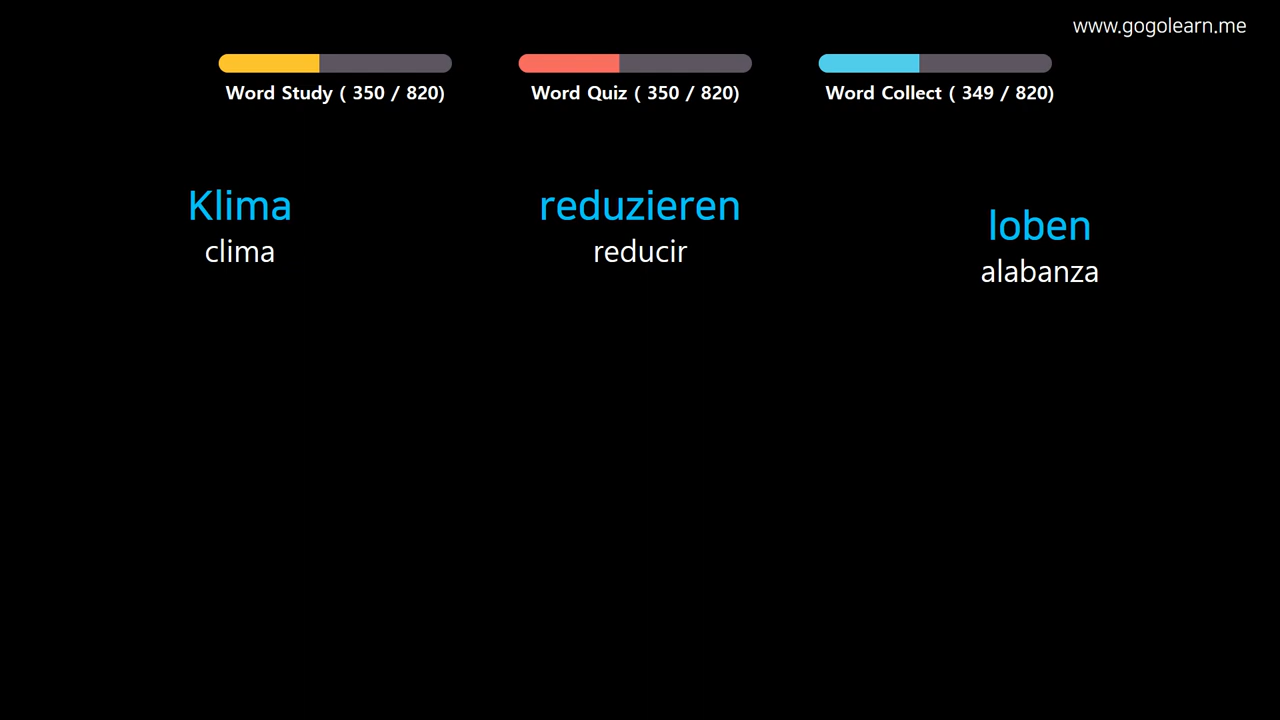 www.gogolearn.me
Word Study ( 350 / 820)
Word Quiz ( 350 / 820)
Word Collect ( 349 / 820)
Klima
clima
reduzieren
reducir
loben
alabanza